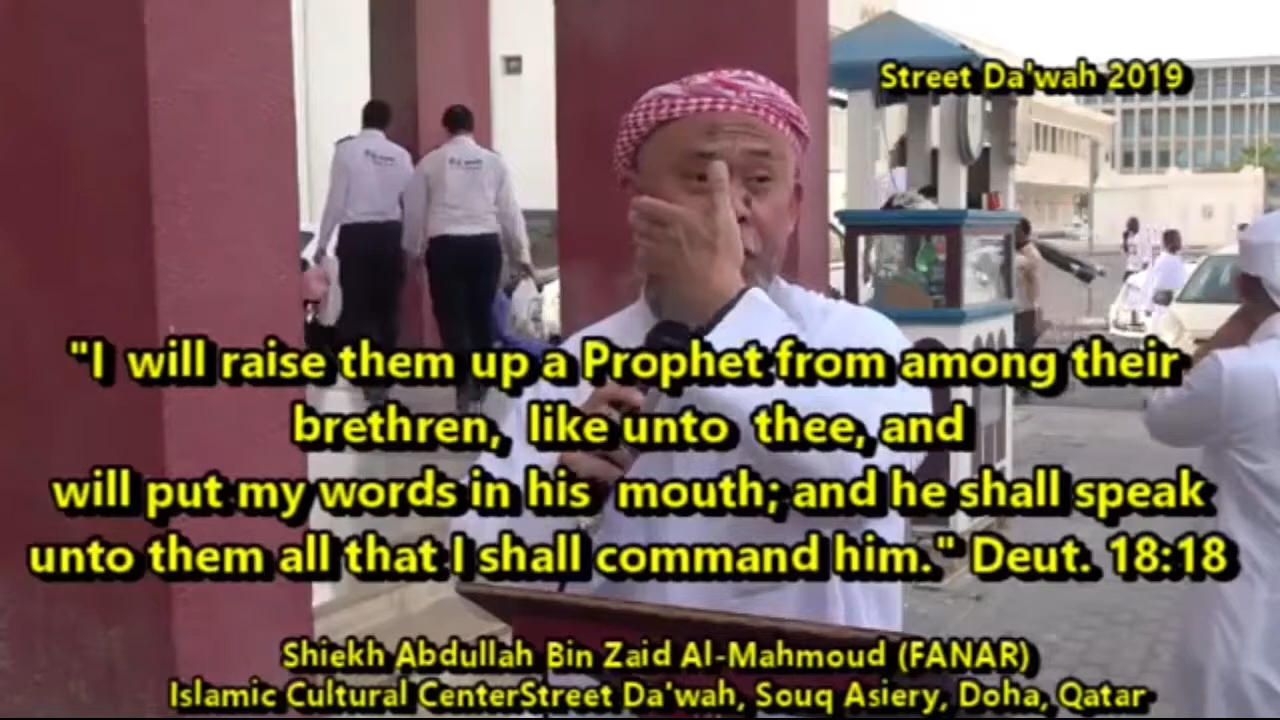 Street Da'wah 2019
"I will raise them up a Prophet from among their
brethren, like unto thee, and
will put my words in his mouth; and he shall speak
unto them all that I shall command him." Deut. 18:18
Shiekh Abdullah Bin Zaid Al-Mahmoud (FANAR)
Islamic Cultural CenterStreet Da'wah, Souq Asiery, Doha, Qatar